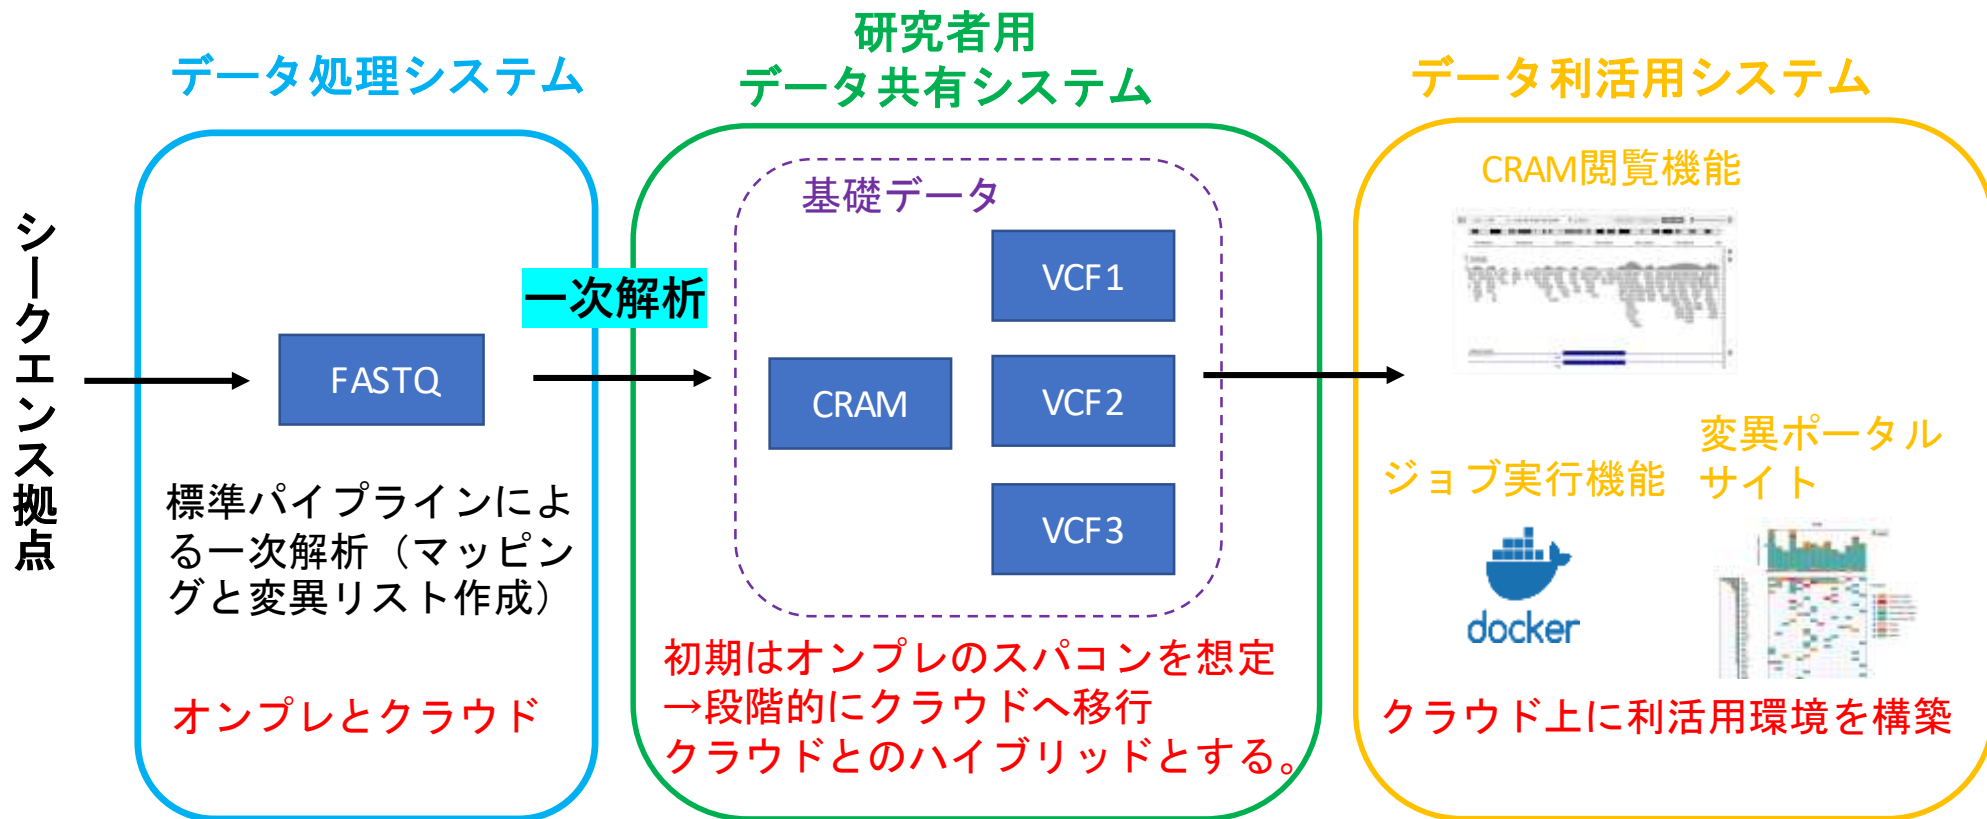 シークエンス拠点
データ処理システム
FASTQ
標準パイプラインによ
る一次解析（マッピン
グと変異リスト作成）
オンプレとクラウド
一次解析
研究者用
データ共有システム
基礎データ
CRAM
VCF1
VCF2
VCF3
初期はオンプレのスパコンを想定
→段階的にクラウドへ移行
クラウドとのハイブリッドとする。
データ利活用システム
CRAM閲覧機能
ジョブ実行機能
docker
変異ポータル
サイト
クラウド上に利活用環境を構築